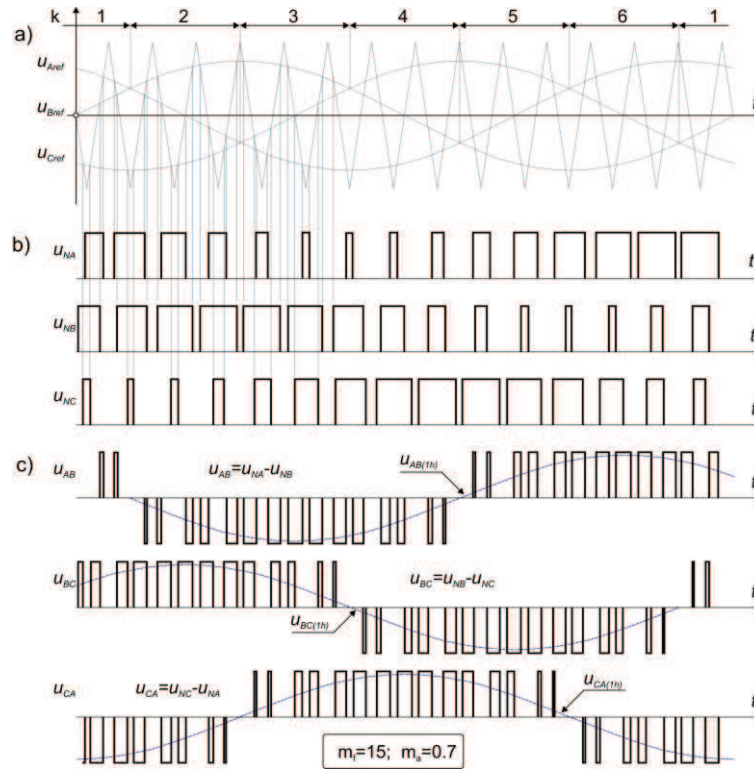 k 1 2 3 4 5 6 1
a)
uAref
uBref t
uCref
b)
uNA t
uNB t
uNC t
c)
uAB uAB=uNA-uNB uAB(1h) t
uBC uBC=uNB-uNC t
uBC(1h)
uCA uCA=uNC-uNA uCA(1h) t
mf=15; ma=0.7